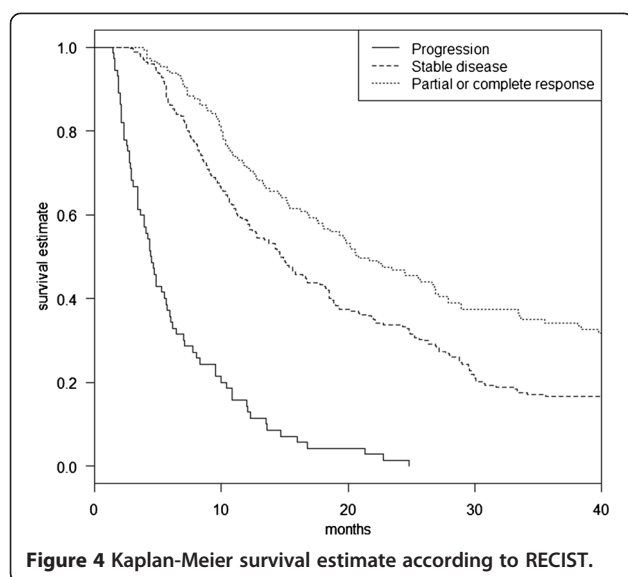 Progression
Stable disease
Partial or complete response
1.0
0.8
0.6
0.4
0.2
0.0
survival estimate
0 10 20 30 40
months
Figure 4 Kaplan-Meier survival estimate according to RECIST.